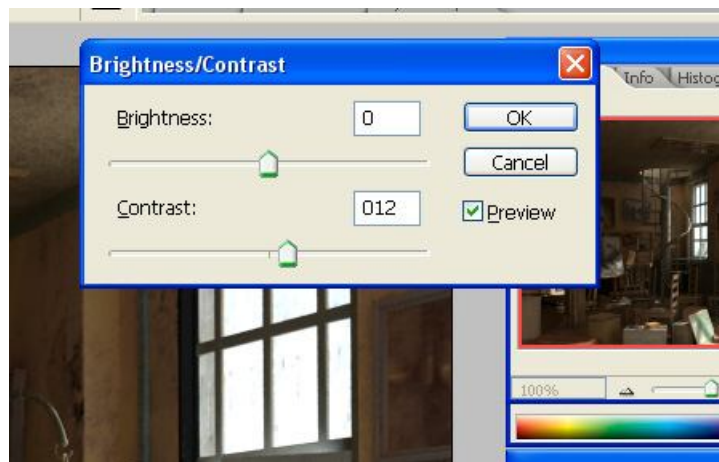 Brightness/Contrast
Info Histog
Brightness: 0 OK
Cancel
Contrast: 012 Preview
100%